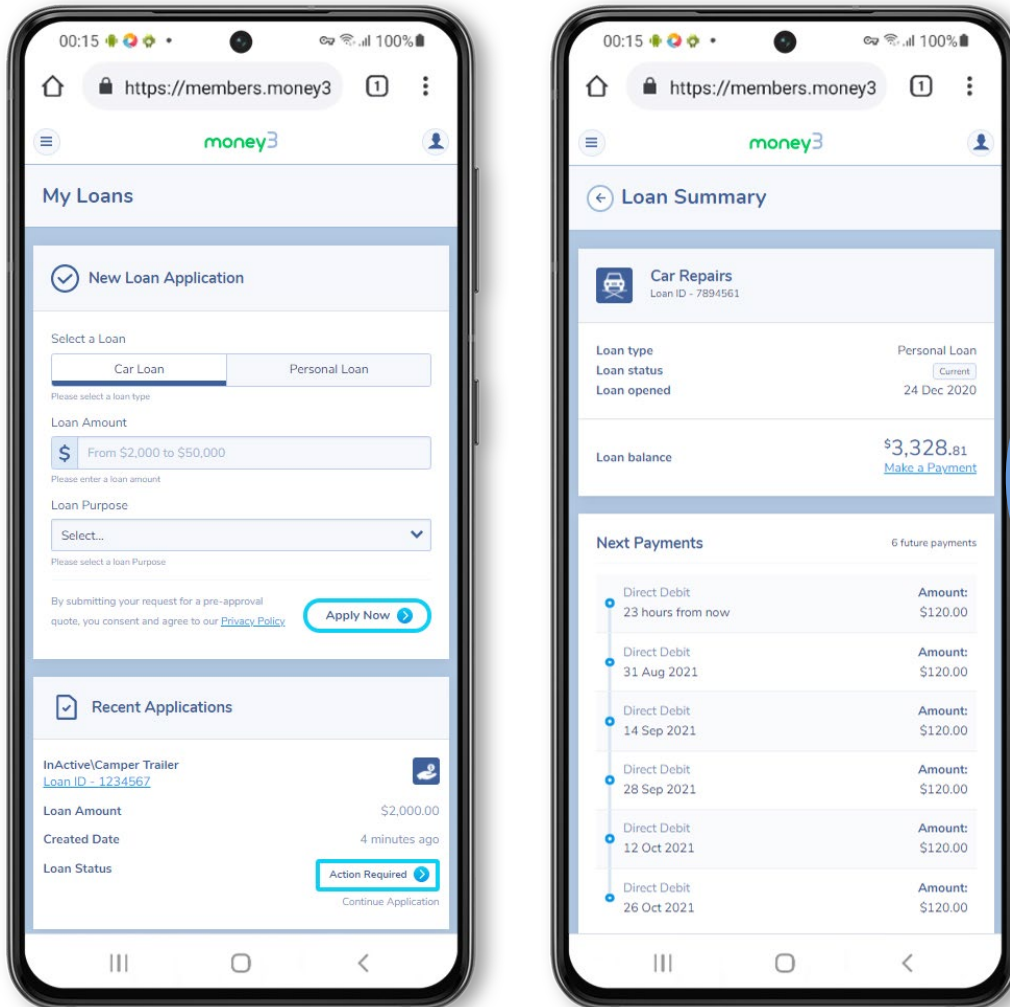 00:15
100%
https://members.money3
1
money3
My Loans
New Loan Application
Select a Loan
Car Loan
Personal Loan
Please select a loan type
Loan Amount
$
From $2,000 to $50,000
Please enter a loan amount
Loan Purpose
Select...
Please select a loan Purpose
By submitting your request for a pre-approval
quote, you consent and agree to our Privacy Policy
Apply Now
Recent Applications
InActive\Camper Trailer
Loan ID - 1234567
Loan Amount
$2,000.00
Created Date
4 minutes ago
Loan Status
Action Required
Continue Application
00:15
100%
https://members.money3
1
money3
Loan Summary
Car Repairs
Loan ID - 7894561
Loan type
Personal Loan
Loan status
Current
Loan opened
24 Dec 2020
Loan balance
$3,328.81
Make a Payment
Next Payments
6 future payments
Direct Debit
Amount:
23 hours from now
$120.00
Direct Debit
Amount:
31 Aug 2021
$120.00
Direct Debit
Amount:
14 Sep 2021
$120.00
Direct Debit
Amount:
28 Sep 2021
$120.00
Direct Debit
Amount:
12 Oct 2021
$120.00
Direct Debit
Amount:
26 Oct 2021
$120.00